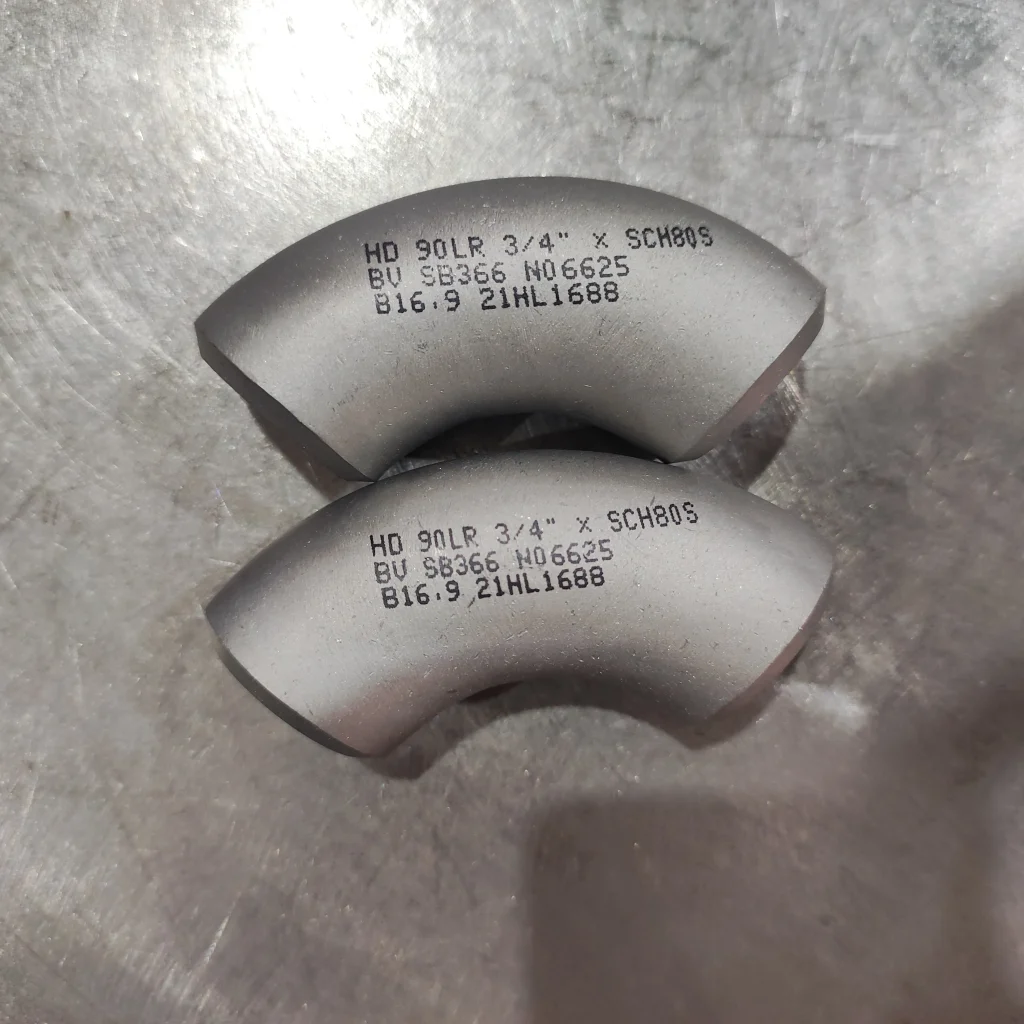 HD 90LR 3/4" X SCH80S
BV SB366 N06625
B16.9 21HL1688
HD 90LR 3/4" X SCH80S
BV SB366 N06625
B16.9 21HL1688